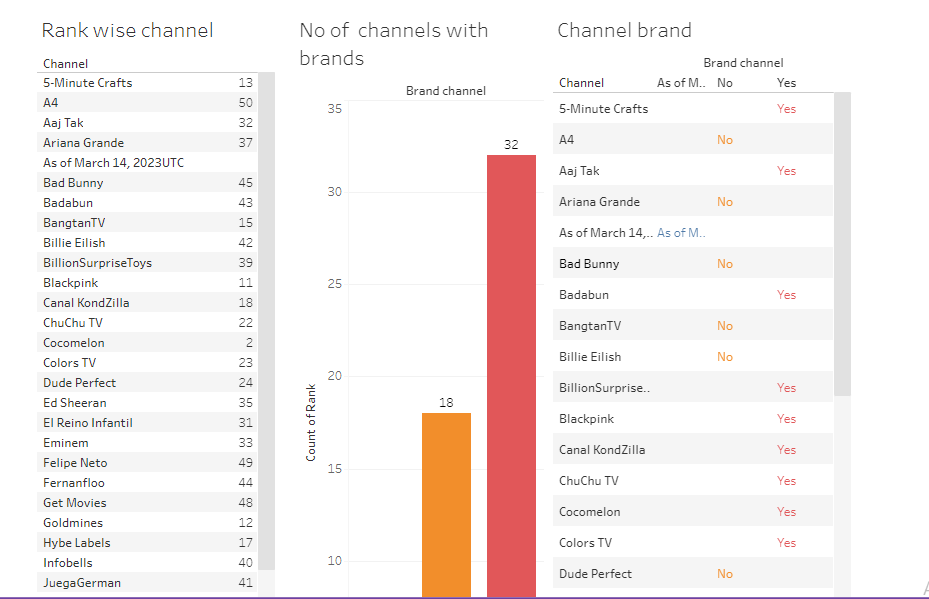 Rank wise channel
Channel
5-Minute Crafts 13
A4 50
Aaj Tak 32
Ariana Grande 37
As of March 14, 2023UTC
Bad Bunny 45
Badabun 43
BangtanTV 15
Billie Eilish 42
BillionSurpriseToys 39
Blackpink 11
Canal KondZilla 18
ChuChu TV 22
Cocomelon 2
Colors TV 23
Dude Perfect 24
Ed Sheeran 35
El Reino Infantil 31
Eminem 33
Felipe Neto 49
Fernanfloo 44
Get Movies 48
Goldmines 12
Hybe Labels 17
Infobells 40
JuegaGerman 41
No of channels with
brands
Brand channel
35
30
25
20
15
10
Count of Rank
18
32
Channel brand
Brand channel
Channel As of M.. No Yes
5-Minute Crafts Yes
A4 No
Aaj Tak Yes
Ariana Grande No
As of March 14,.. As of M..
Bad Bunny No
Badabun Yes
BangtanTV No
Billie Eilish No
BillionSurprise.. Yes
Blackpink Yes
Canal KondZilla Yes
ChuChu TV Yes
Cocomelon Yes
Colors TV Yes
Dude Perfect No